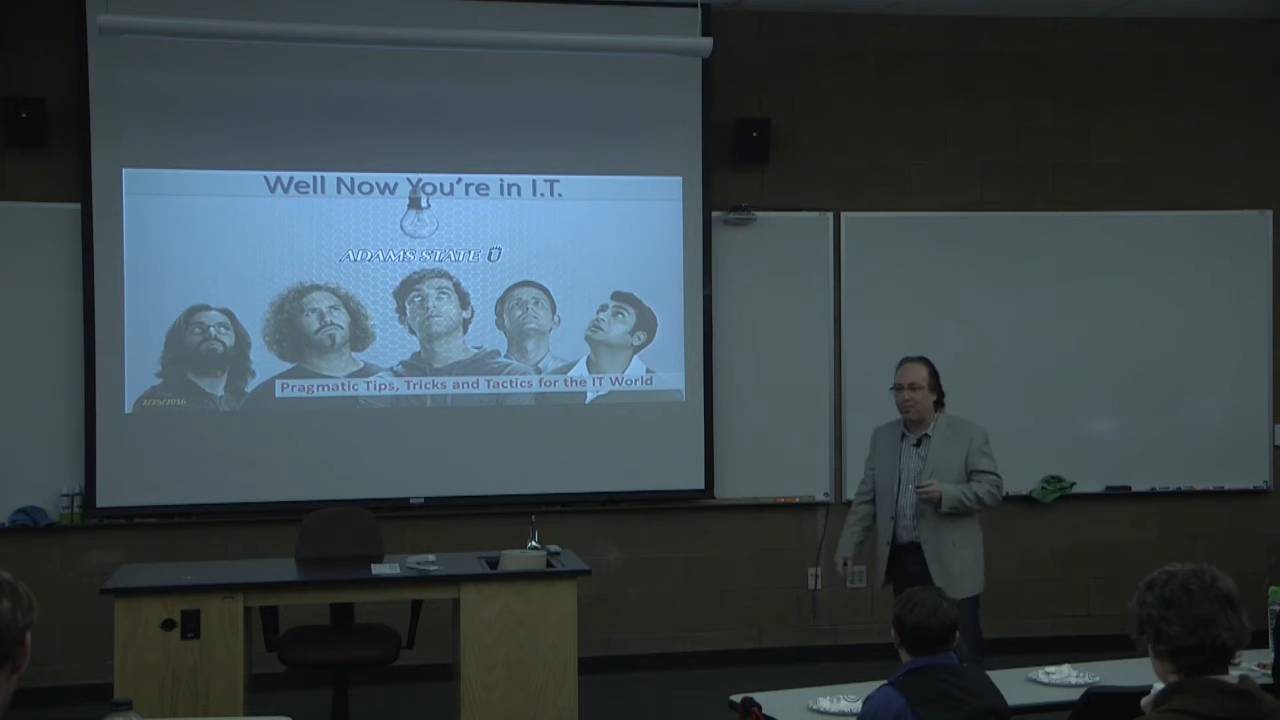 Well Now You're in I.T.
ADAMS STATE U
Pragmatic Tips, Tricks and Tactics for the IT World
2/25/2016